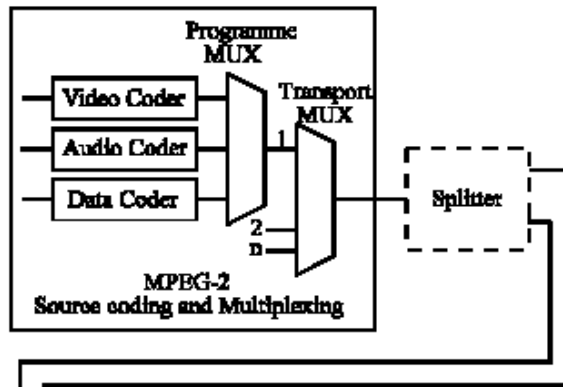 Programme
MUX
Video Coder
Transport
MUX
Audio Coder
1
Data Coder
Splitter
2
n
MPEG-2
Source coding and Multiplexing